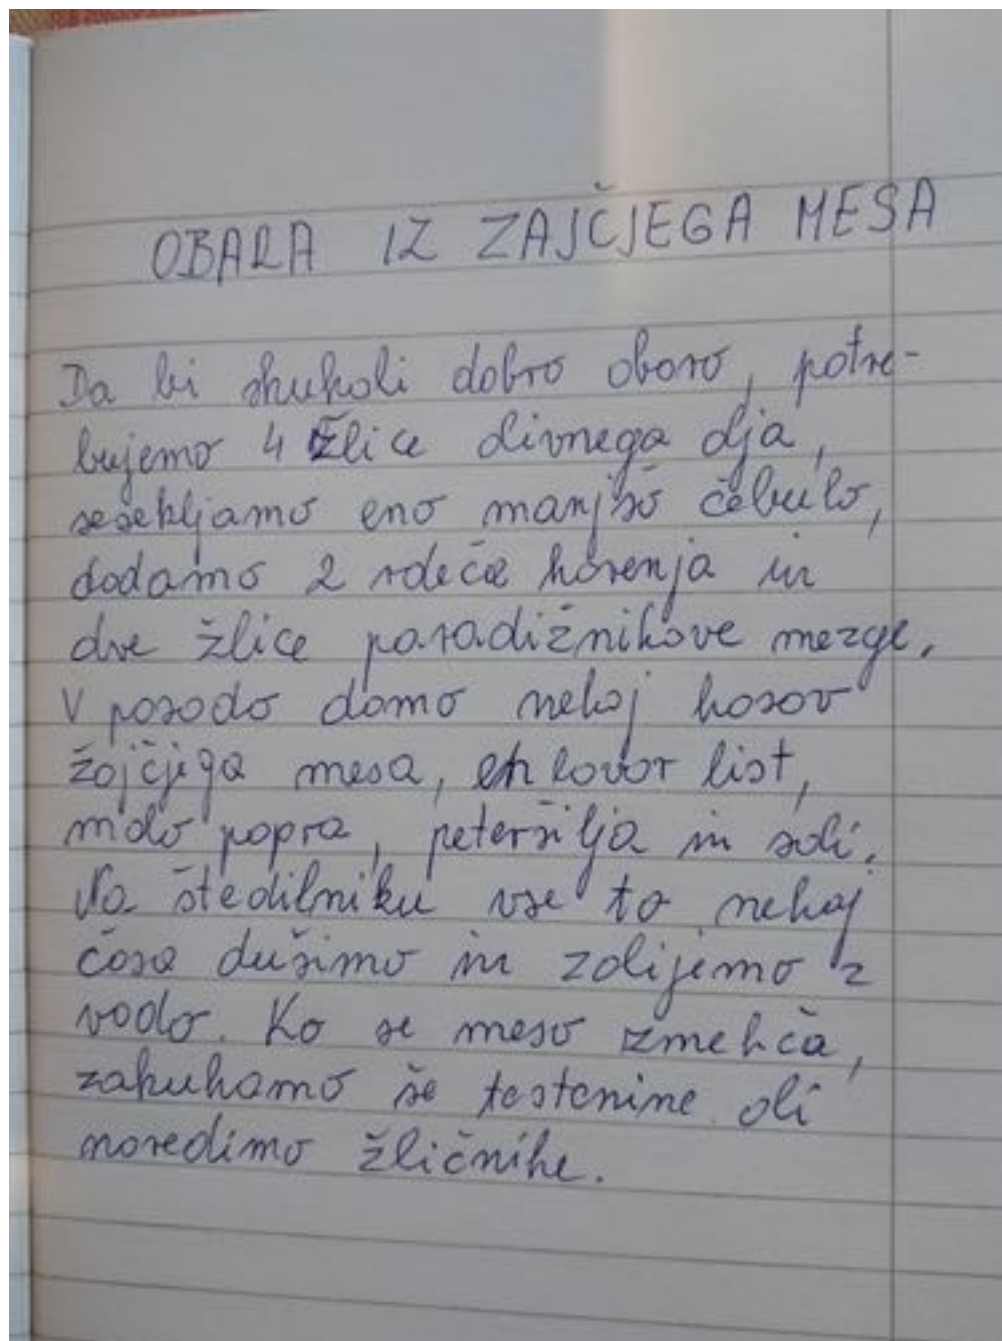 OBARA IZ ZAJČJEGA MESA
Da bi skuhali dobro obaro, potre-
bujemo 4 žlice olivnega olja,
sesekljamo eno manjšo čebulo,
dodamo 2 rdeča korenja in
dve žlice paradižnikove mezge.
V posodo damo nekaj kosov
zajčjega mesa, en lovor list,
malo popra, peteršilja in soli.
Na štedilniku vse to nekaj
časa dušimo in zalijemo z
vodo. Ko se meso zmehča,
zakuhamo še testenine ali
naredimo žličnike.